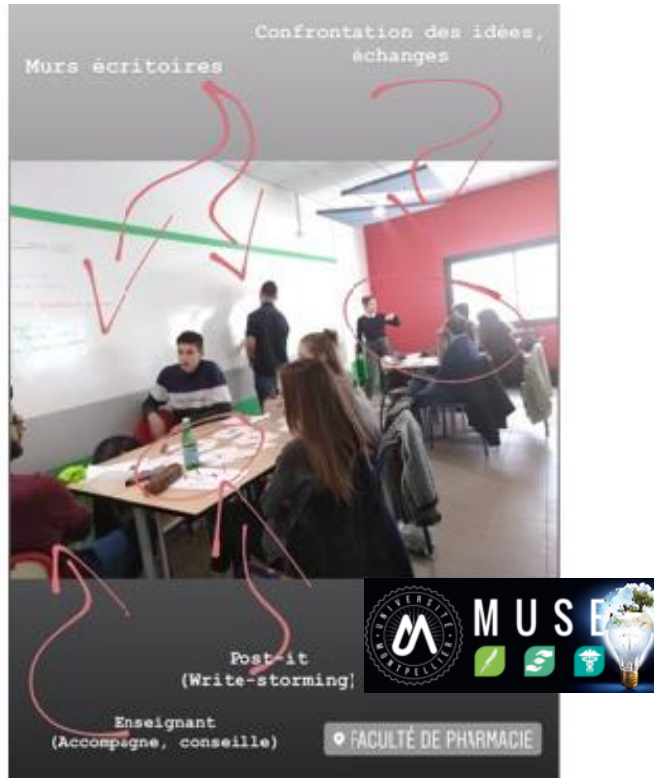 Confrontation des idées,
échanges
Murs écritoires
Post-it
(Write-storming)
Enseignant
(Accompagne, conseille)
FACULTÉ DE PHARMACIE
UNIVERSITÉ
MONTPELLIER
MUSE